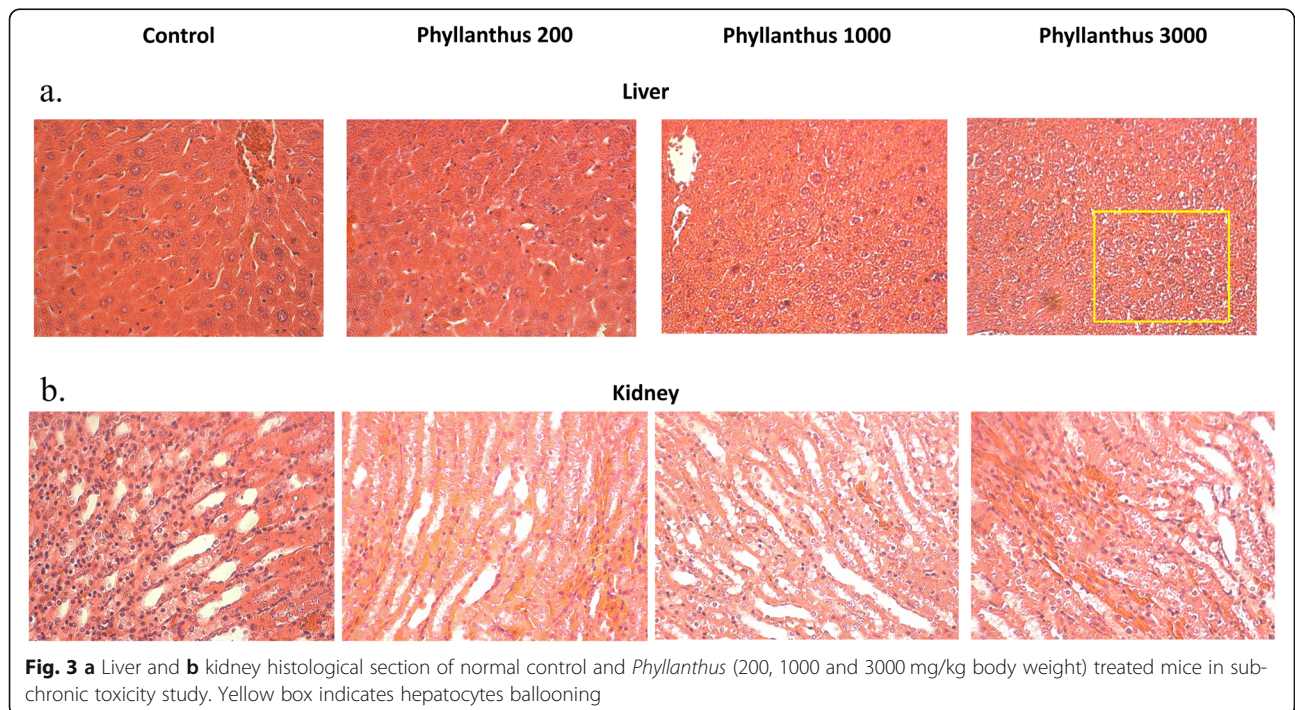 Control Phyllanthus 200 Phyllanthus 1000 Phyllanthus 3000
a. Liver
b. Kidney
Fig. 3 a Liver and b kidney histological section of normal control and Phyllanthus (200, 1000 and 3000 mg/kg body weight) treated mice in sub-
chronic toxicity study. Yellow box indicates hepatocytes ballooning